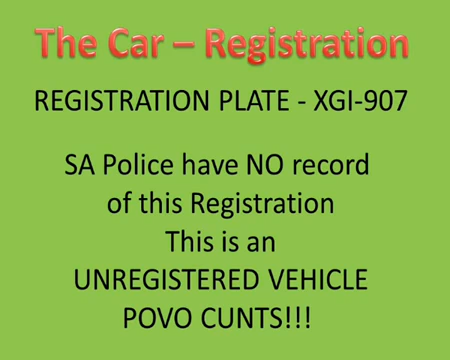 The Car – Registration
REGISTRATION PLATE - XGI-907
SA Police have NO record
of this Registration
This is an
UNREGISTERED VEHICLE
POVO CUNTS!!!